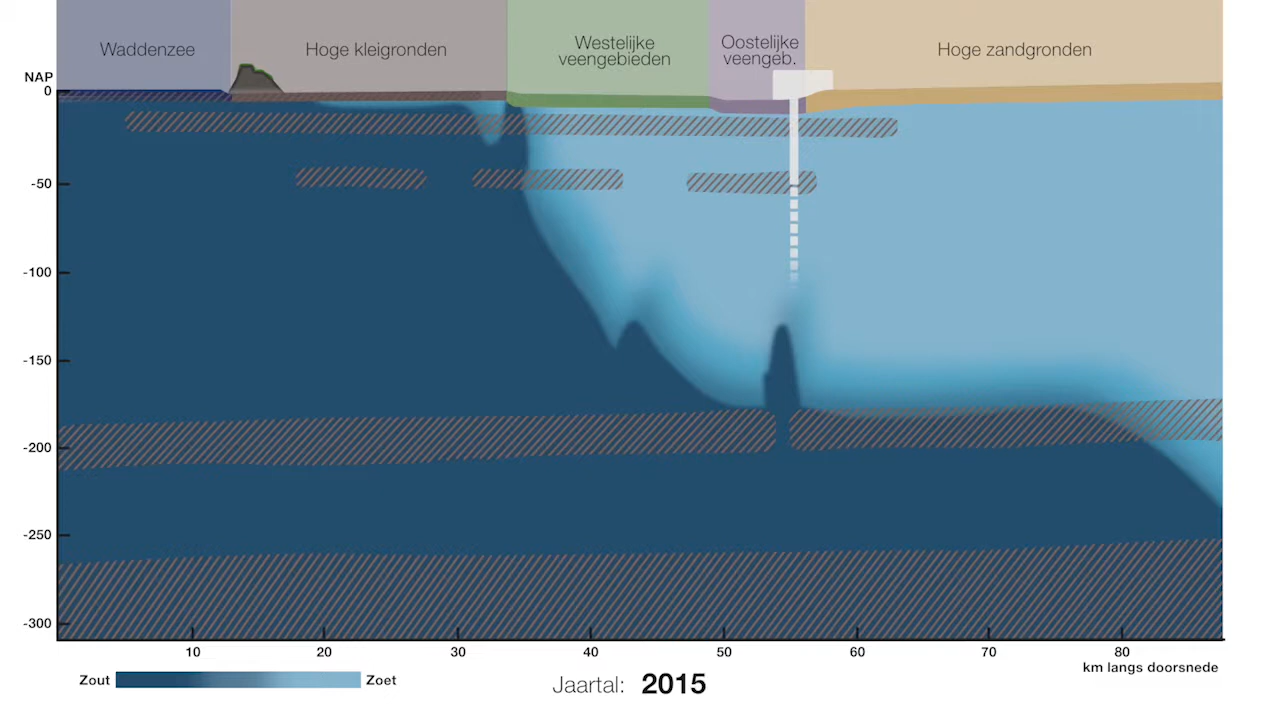 Waddenzee
Hoge kleigronden
Westelijke
veengebieden
Oostelijke
veengeb.
Hoge zandgronden
NAP
0
-50
-100
-150
-200
-250
-300
10 20 30 40 50 60 70 80
km langs doorsnede
Zout Zoet
Jaartal: 2015